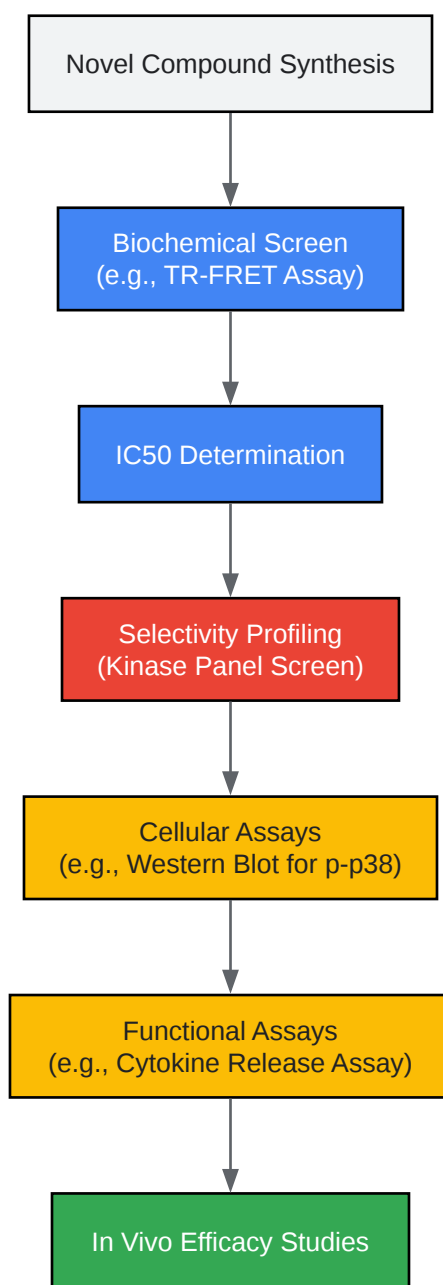 Novel Compound Synthesis
Biochemical Screen
(e.g., TR-FRET Assay)
IC50 Determination
Selectivity Profiling
(Kinase Panel Screen)
Cellular Assays
(e.g., Western Blot for p-p38)
Functional Assays
(e.g., Cytokine Release Assay)
In Vivo Efficacy Studies